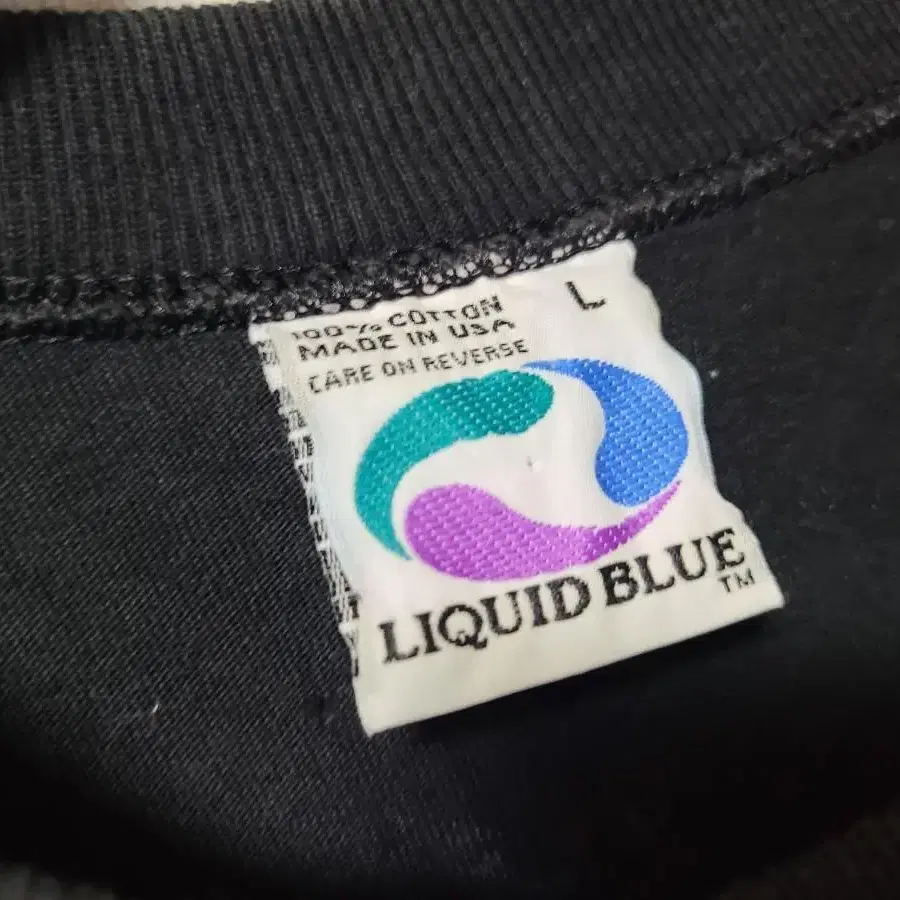 100% COTTON
MADE IN USA
CARE ON REVERSE
L
LIQUID BLUE
TM